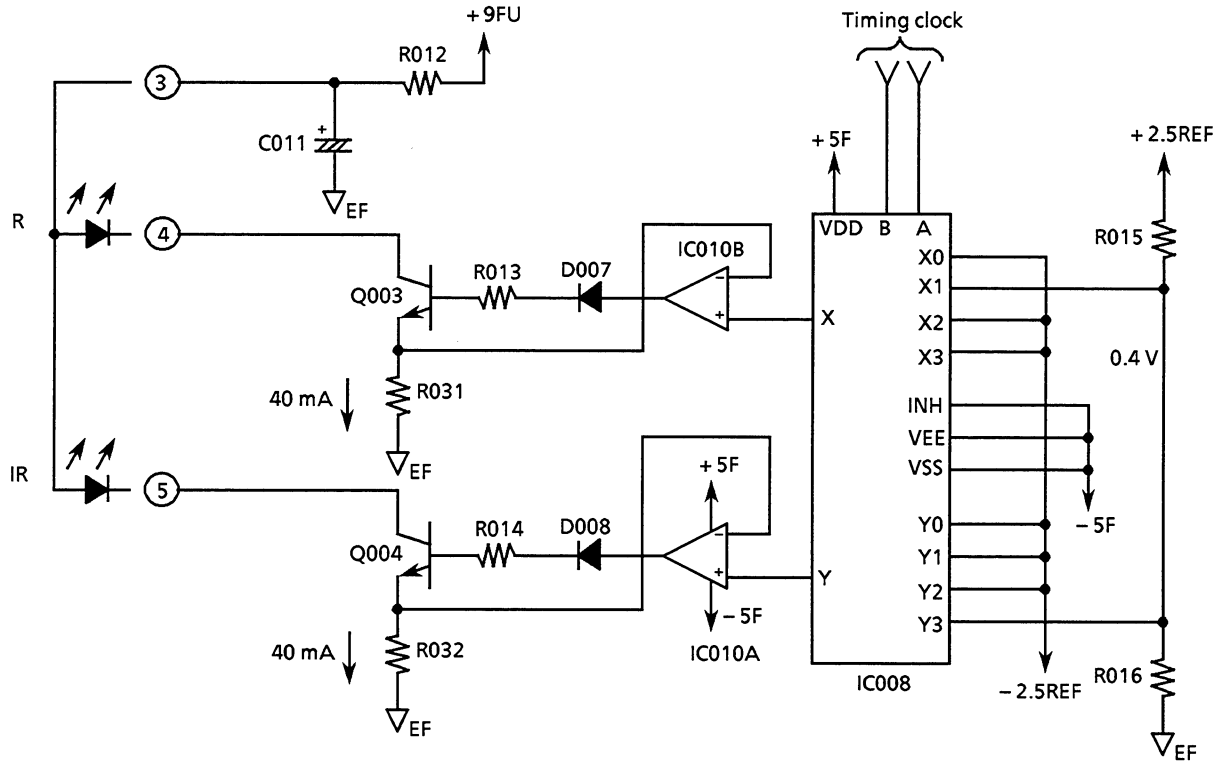 Timing clock
+9FU
R012
3
C011
+
EF
+5F
+2.5REF
VDD B A
R015
R
4
IC010B
X0
X1
R013
D007
Q003
−
+
X
X2
X3
0.4 V
40 mA
R031
EF
INH
VEE
VSS
−5F
IR
5
+5F
R014
D008
Q004
−
+
Y
Y0
Y1
Y2
Y3
−5F
IC010A
40 mA
R032
EF
IC008
−2.5REF
R016
EF